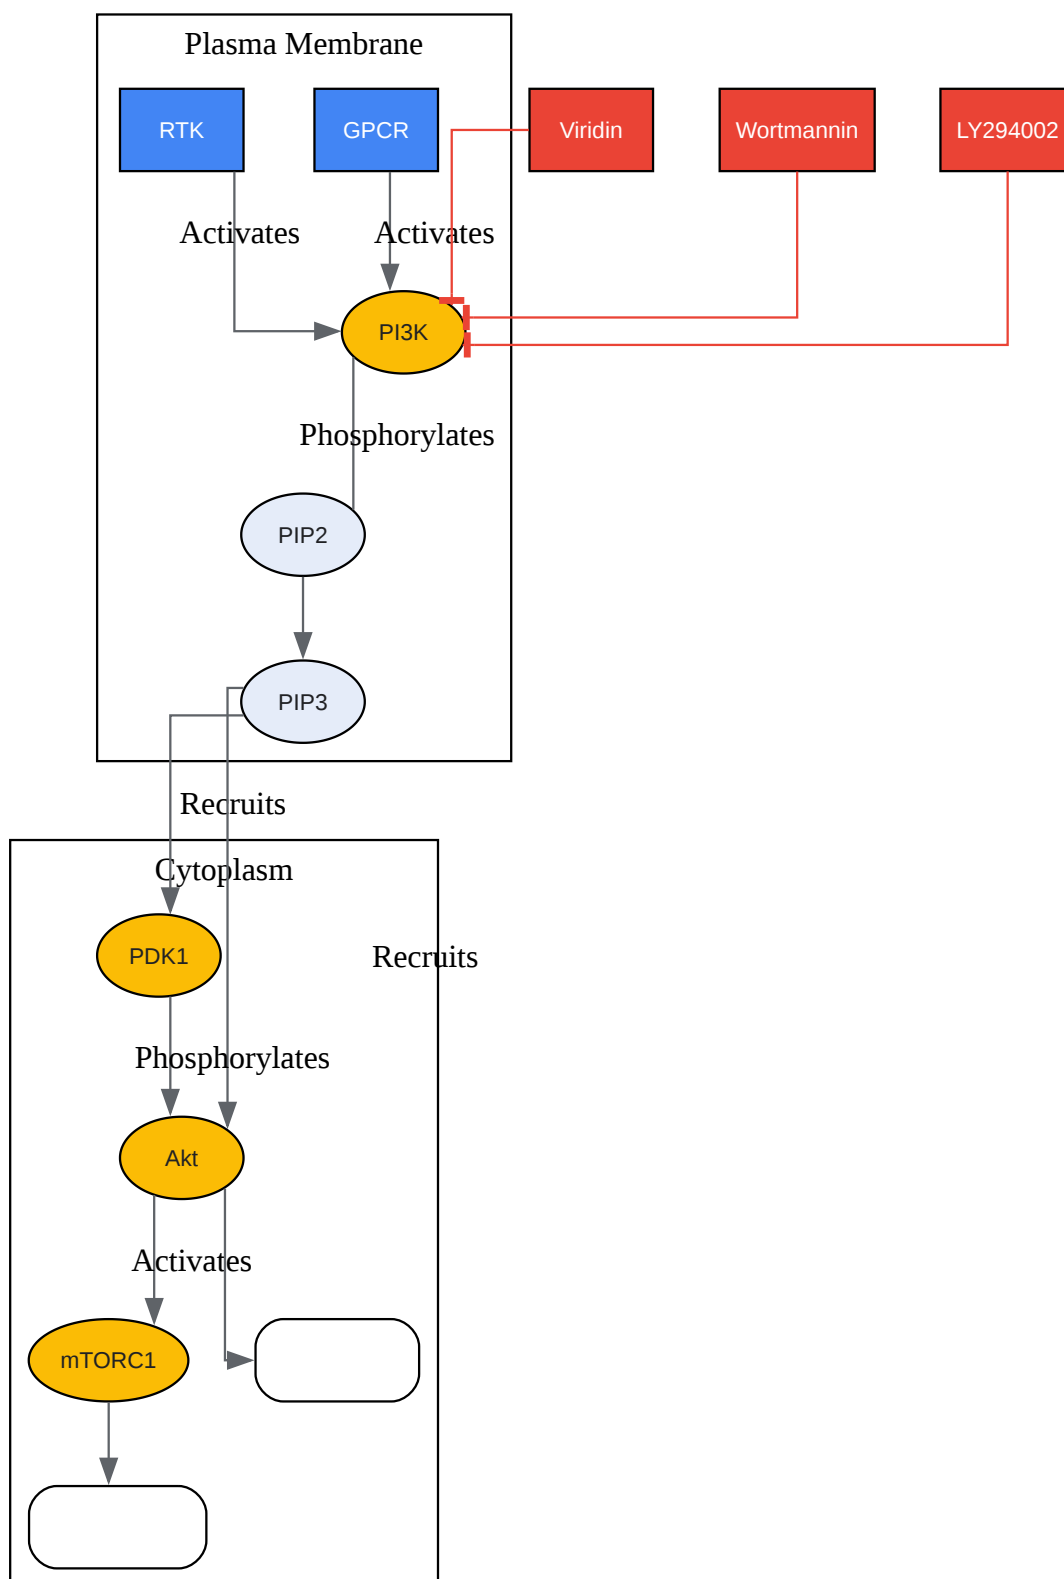 Plasma Membrane
RTK
GPCR
Viridin
Wortmannin
LY294002
Activates
Activates
PI3K
Phosphorylates
PIP2
PIP3
Recruits
Cytoplasm
PDK1
Recruits
Phosphorylates
Akt
Activates
mTORC1